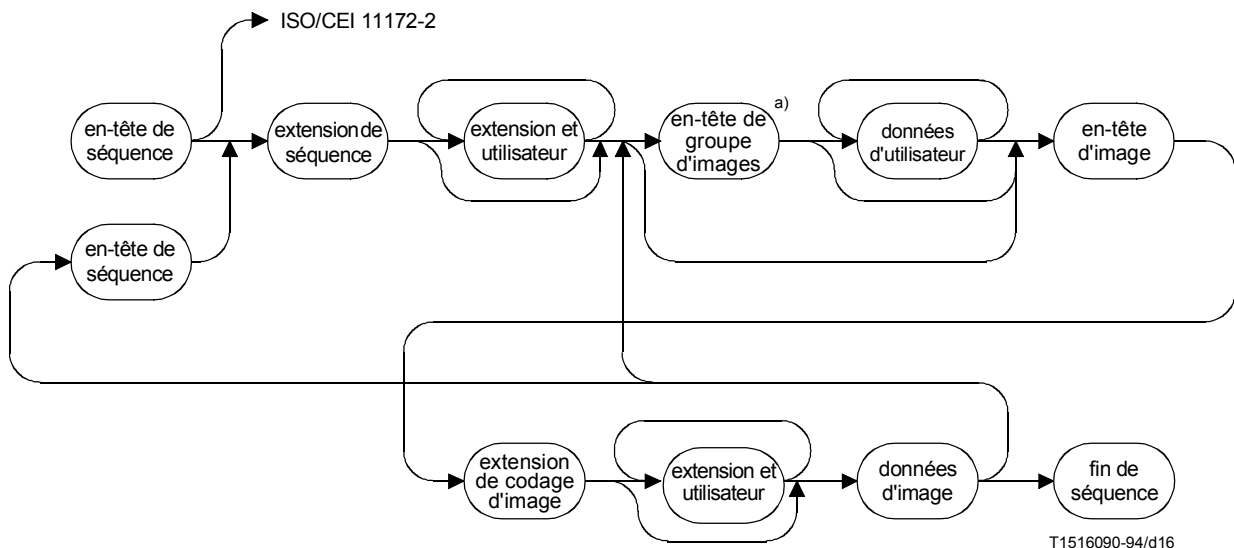 ISO/CEI 11172-2
en-tête de
séquence
extension de
séquence
extension et
utilisateur
en-tête de
groupe
d'images
a)
données
d'utilisateur
en-tête
d'image
en-tête de
séquence
extension
de codage
d'image
extension et
utilisateur
données
d'image
fin de
séquence
T1516090-94/d16